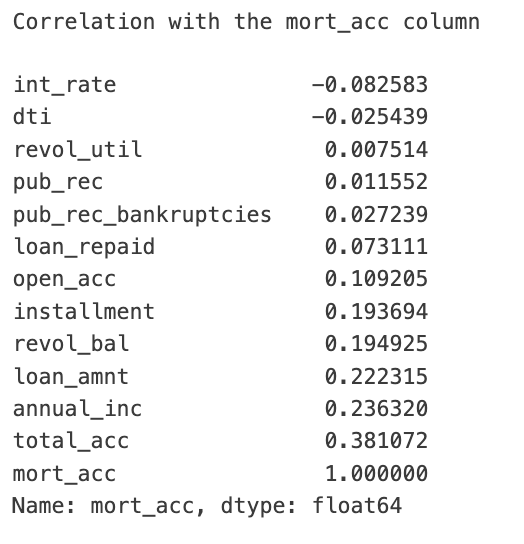 Correlation with the mort_acc column
int_rate −0.082583
dti −0.025439
revol_util 0.007514
pub_rec 0.011552
pub_rec_bankruptcies 0.027239
loan_repaid 0.073111
open_acc 0.109205
installment 0.193694
revol_bal 0.194925
loan_amnt 0.222315
annual_inc 0.236320
total_acc 0.381072
mort_acc 1.000000
Name: mort_acc, dtype: float64